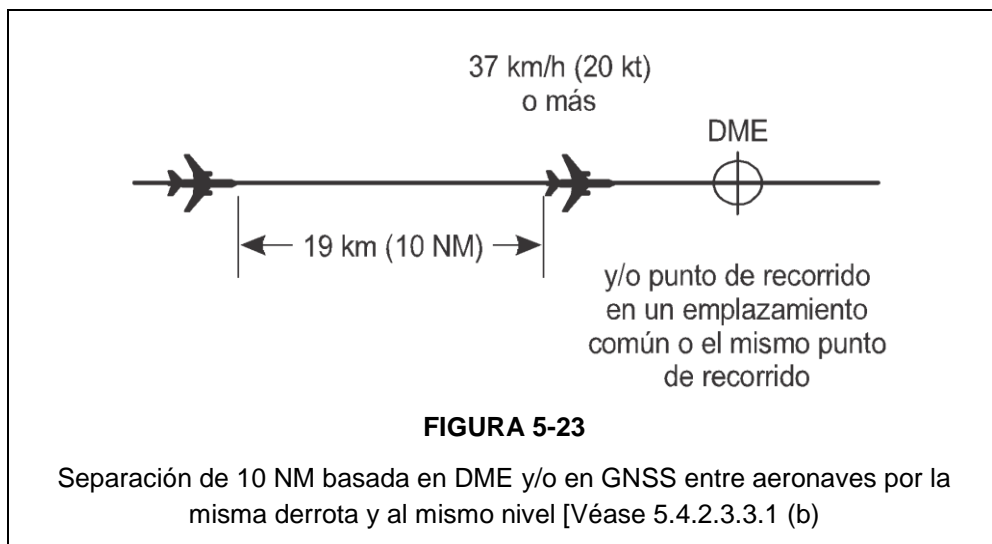 37 km/h (20 kt)
o más
DME
19 km (10 NM)
y/o punto de recorrido
en un emplazamiento
común o el mismo punto
de recorrido
FIGURA 5-23
Separación de 10 NM basada en DME y/o en GNSS entre aeronaves por la
misma derrota y al mismo nivel [Véase 5.4.2.3.3.1 (b)